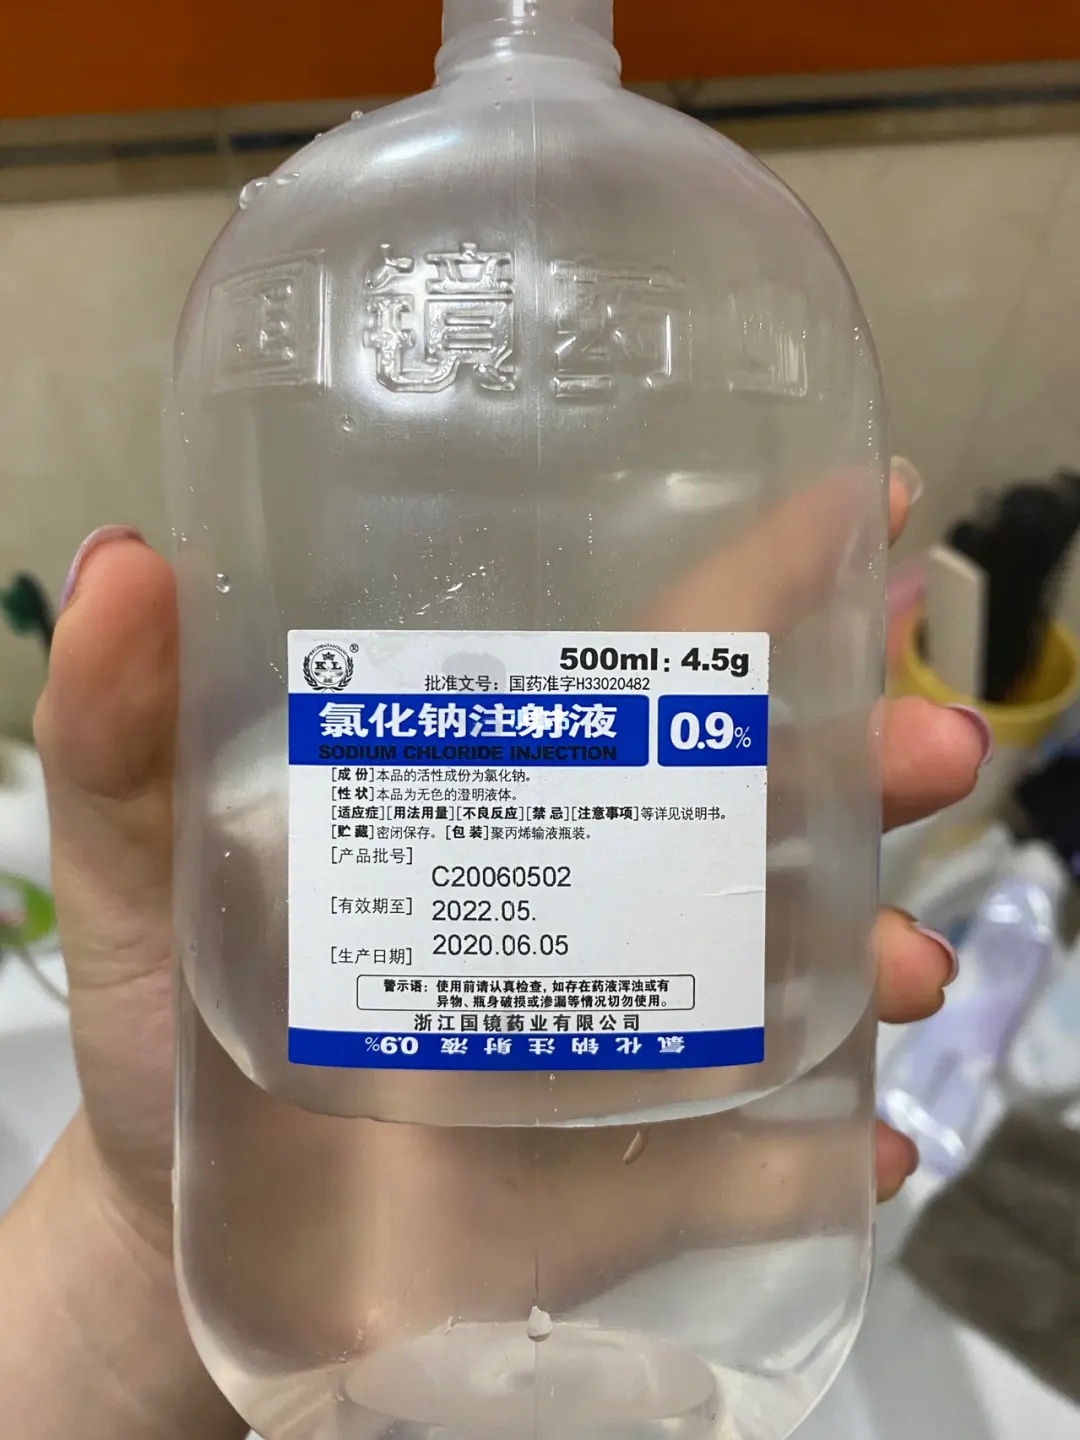 国镜药业
500ml：4.5g
批准文号：国药准字H33020482
氯化钠注射液 0.9%
SODIUM CHLORIDE INJECTION
[成份]本品的活性成份为氯化钠。
[性状]本品为无色的澄明液体。
[适应症][用法用量][不良反应][禁忌][注意事项]等详见说明书。
[贮藏]密闭保存。[包装]聚丙烯输液瓶装。
[产品批号]
C20060502
[有效期至] 2022.05.
[生产日期] 2020.06.05
警示语：使用前请认真检查，如存在药液浑浊或有
异物、瓶身破损或渗漏等情况切勿使用。
浙江国镜药业有限公司
氯化钠注射液 0.9%